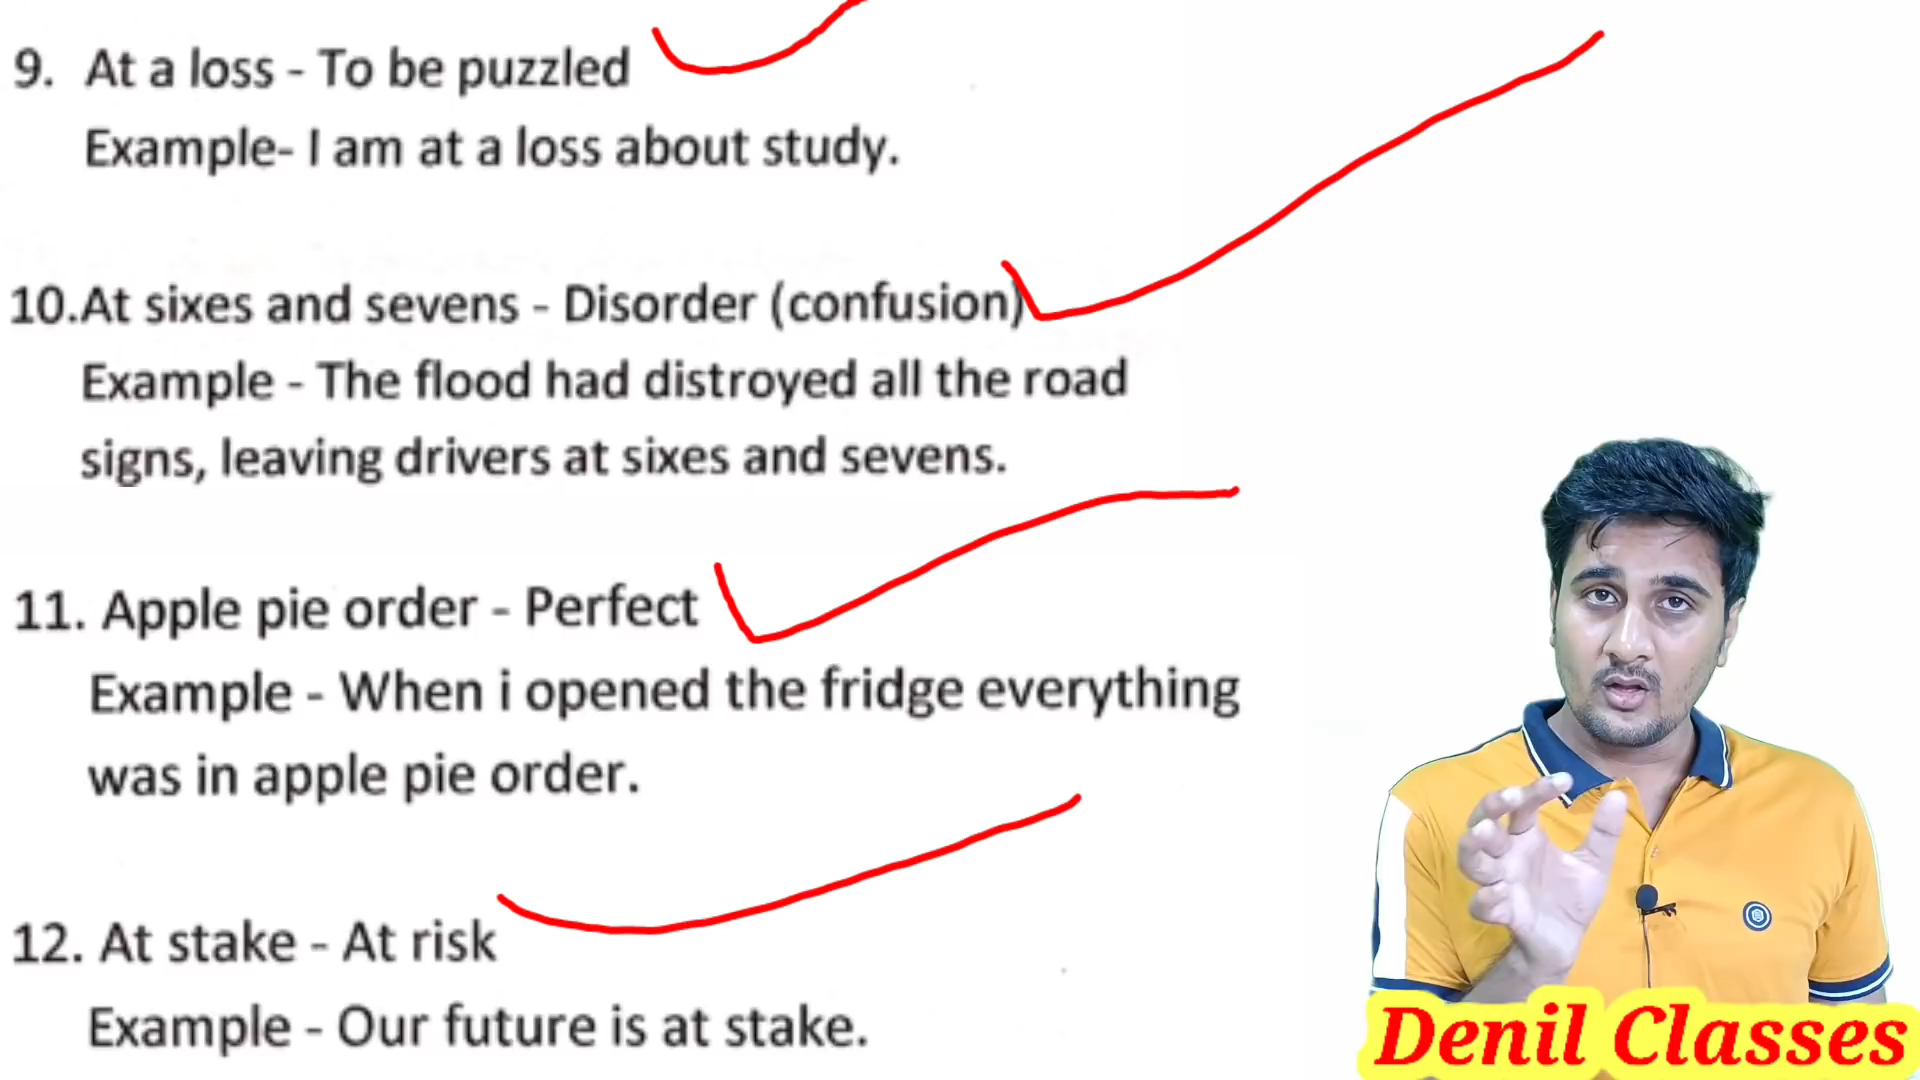 9. At a loss - To be puzzled
Example- I am at a loss about study.
10.At sixes and sevens - Disorder (confusion)
Example - The flood had distroyed all the road
signs, leaving drivers at sixes and sevens.
11. Apple pie order - Perfect
Example - When i opened the fridge everything
was in apple pie order.
12. At stake - At risk
Example - Our future is at stake.
Denil Classes